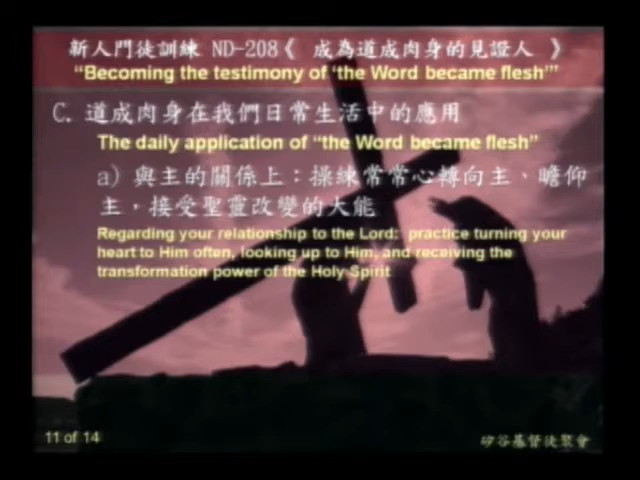 新人門徒訓練 ND-208《 成為道成肉身的見證人 》
“Becoming the testimony of ‘the Word became flesh’”
C. 道成肉身在我們日常生活中的應用
The daily application of “the Word became flesh”
a) 與主的關係上：操練常常心轉向主、瞻仰
主，接受聖靈改變的大能
Regarding your relationship to the Lord: practice turning your
heart to Him often, looking up to Him, and receiving the
transformation power of the Holy Spirit
11 of 14
矽谷基督徒聚會